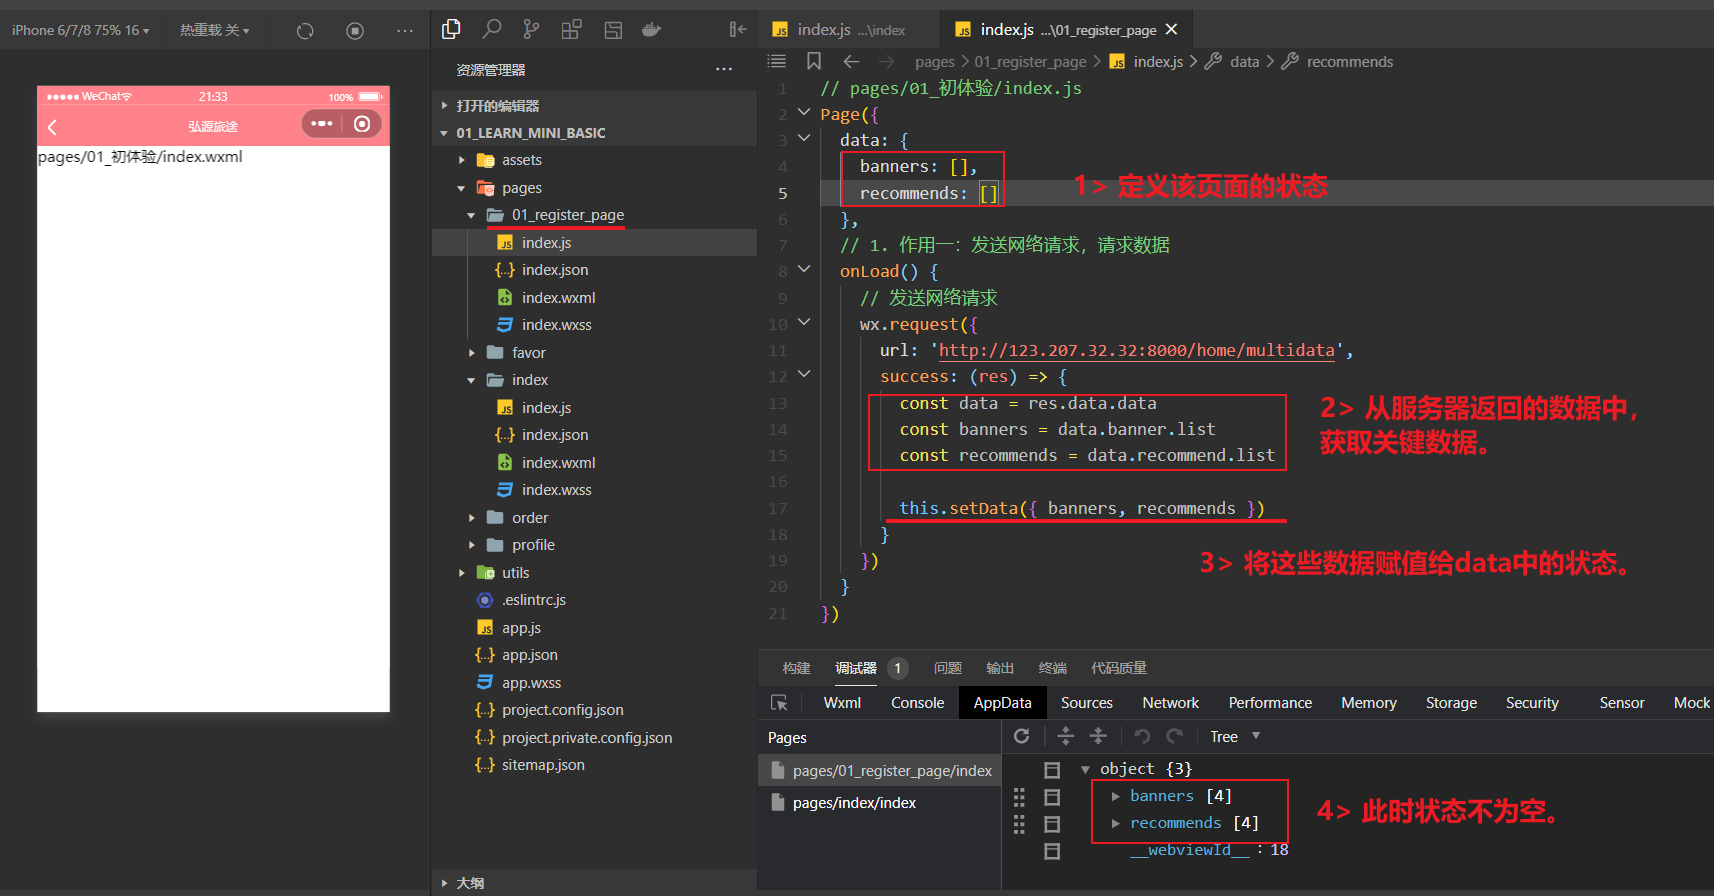 iPhone 6/7/8 75% 16
热重载 关
WeChat
21:33
100%
弘源旅途
pages/01_初体验/index.wxml
资源管理器
打开的编辑器
01_LEARN_MINI_BASIC
assets
pages
01_register_page
index.js
index.json
index.wxml
index.wxss
favor
index
index.js
index.json
index.wxml
index.wxss
order
profile
utils
.eslintrc.js
app.js
app.json
app.wxss
project.config.json
project.private.config.json
sitemap.json
大纲
index.js ...\index
index.js ...\01_register_page
pages > 01_register_page > index.js > data > recommends
1 // pages/01_初体验/index.js
2 Page({
3 data: {
4 banners: [],
5 recommends: []
1> 定义该页面的状态
6 },
7 // 1. 作用一：发送网络请求，请求数据
8 onLoad() {
9 // 发送网络请求
10 wx.request({
11 url: 'http://123.207.32.32:8000/home/multidata',
12 success: (res) => {
13 const data = res.data.data
14 const banners = data.banner.list
15 const recommends = data.recommend.list
2> 从服务器返回的数据中，
获取关键数据。
16
17 this.setData({ banners, recommends })
18 }
19 })
3> 将这些数据赋值给data中的状态。
20 }
21 })
构建 调试器 1 问题 输出 终端 代码质量
Wxml Console AppData Sources Network Performance Memory Storage Security Sensor Mock
Pages
pages/01_register_page/index
pages/index/index
Tree
object {3}
banners [4]
recommends [4]
__webviewId__ : 18
4> 此时状态不为空。